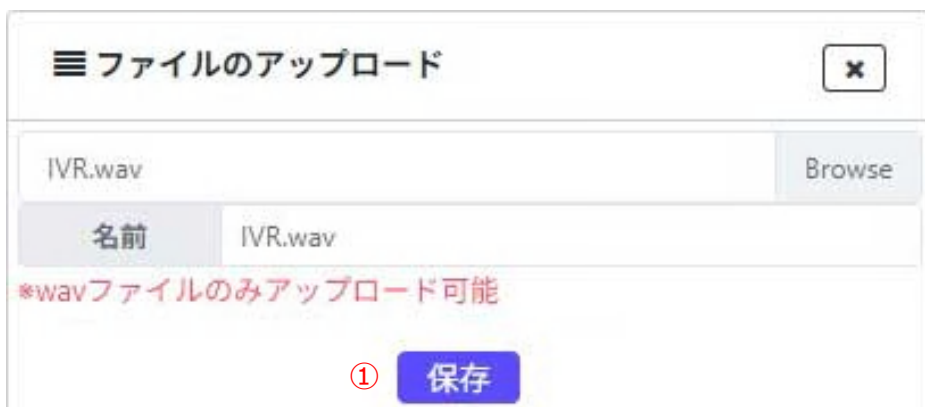 ファイルのアップロード
IVR.wav Browse
名前 IVR.wav
※wavファイルのみアップロード可能
① 保存